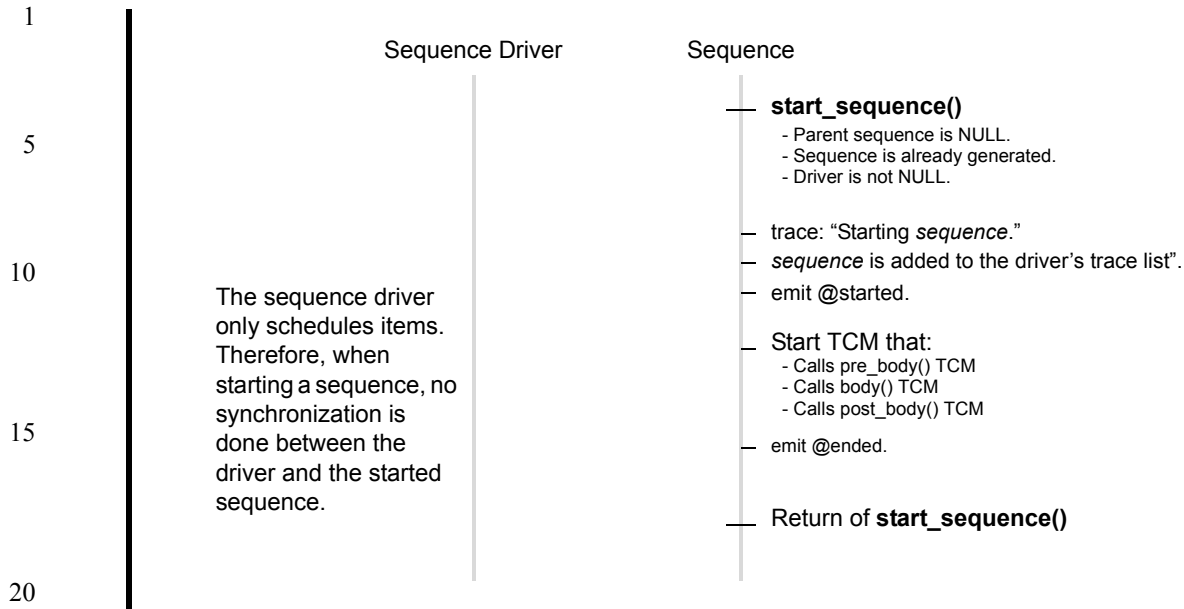 1
Sequence Driver
Sequence
start_sequence()
- Parent sequence is NULL.
5
- Sequence is already generated.
- Driver is not NULL.
trace: “Starting sequence.”
sequence is added to the driver’s trace list”.
10
emit @started.
The sequence driver
only schedules items.
Therefore, when
starting a sequence, no
synchronization is
done between the
driver and the started
sequence.
Start TCM that:
- Calls pre_body() TCM
- Calls body() TCM
- Calls post_body() TCM
15
emit @ended.
Return of start_sequence()
20